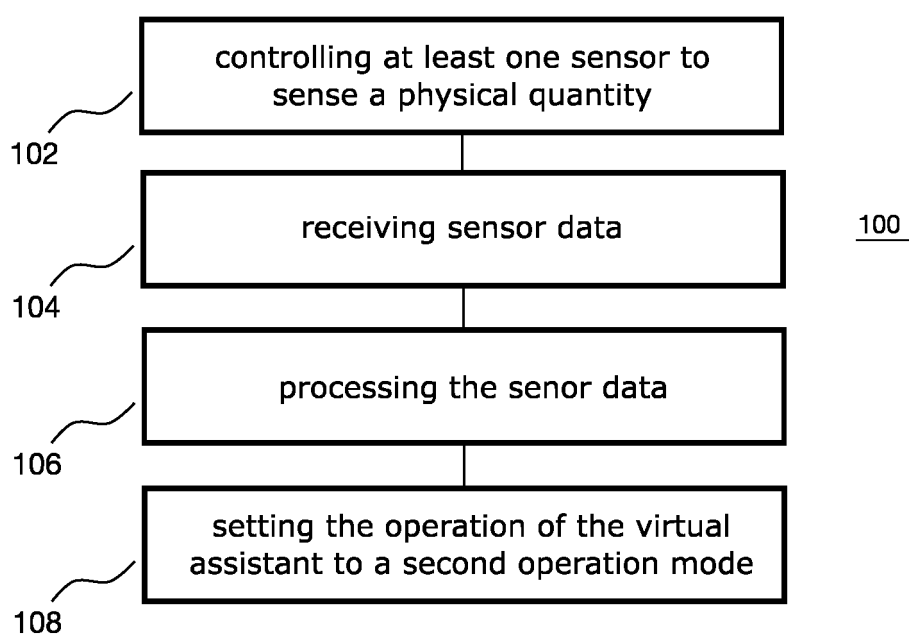 controlling at least one sensor to
sense a physical quantity
102
receiving sensor data
100
104
processing the senor data
106
setting the operation of the virtual
assistant to a second operation mode
108